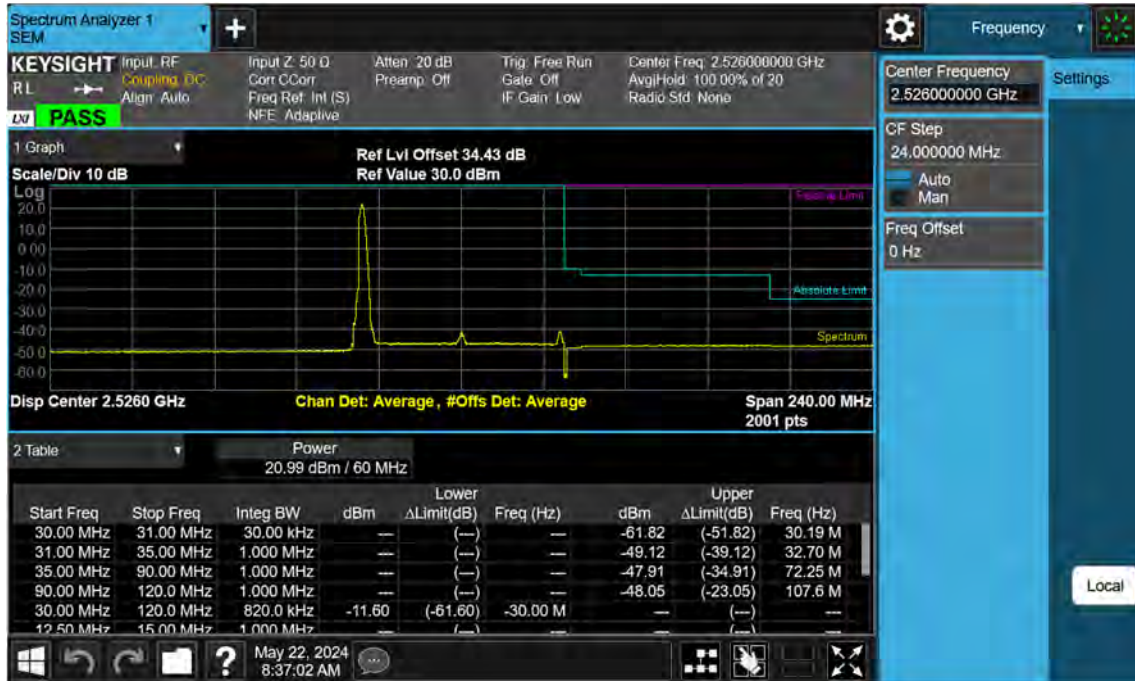 Spectrum Analyzer 1
SEM
Frequency
KEYSIGHT
Input: RF
Coupling: DC
Align: Auto
Input Z: 50 Ω
Corr CCorr
Freq Ref: Int (S)
NFE: Adaptive
Atten: 20 dB
Preamp: Off
Trig: Free Run
Gate: Off
IF Gain: Low
Center Freq: 2.526000000 GHz
Avg|Hold: 100.00% of 20
Radio Std: None
RL
LXI
PASS
Center Frequency
2.526000000 GHz
Settings
CF Step
24.000000 MHz
Auto
Man
Freq Offset
0 Hz
1 Graph
Scale/Div 10 dB
Ref Lvl Offset 34.43 dB
Ref Value 30.0 dBm
Log
20.0
10.0
0.00
-10.0
-20.0
-30.0
-40.0
-50.0
-60.0
Absolute Limit
Spectrum
Disp Center 2.5260 GHz
Chan Det: Average, #Offs Det: Average
Span 240.00 MHz
2001 pts
2 Table
Power
20.99 dBm / 60 MHz
Lower Upper
Start Freq Stop Freq Integ BW dBm ΔLimit(dB) Freq (Hz) dBm ΔLimit(dB) Freq (Hz)
30.00 MHz 31.00 MHz 30.00 kHz --- (---) --- -61.82 (-51.82) 30.19 M
31.00 MHz 35.00 MHz 1.000 MHz --- (---) --- -49.12 (-39.12) 32.70 M
35.00 MHz 90.00 MHz 1.000 MHz --- (---) --- -47.91 (-34.91) 72.25 M
90.00 MHz 120.0 MHz 1.000 MHz --- (---) --- -48.05 (-23.05) 107.6 M
30.00 MHz 120.0 MHz 820.0 kHz -11.60 (-61.60) -30.00 M --- (---) ---
12.50 MHz 15.00 MHz 1.000 MHz --- (---) --- --- (---) ---
Local
?
May 22, 2024
8:37:02 AM